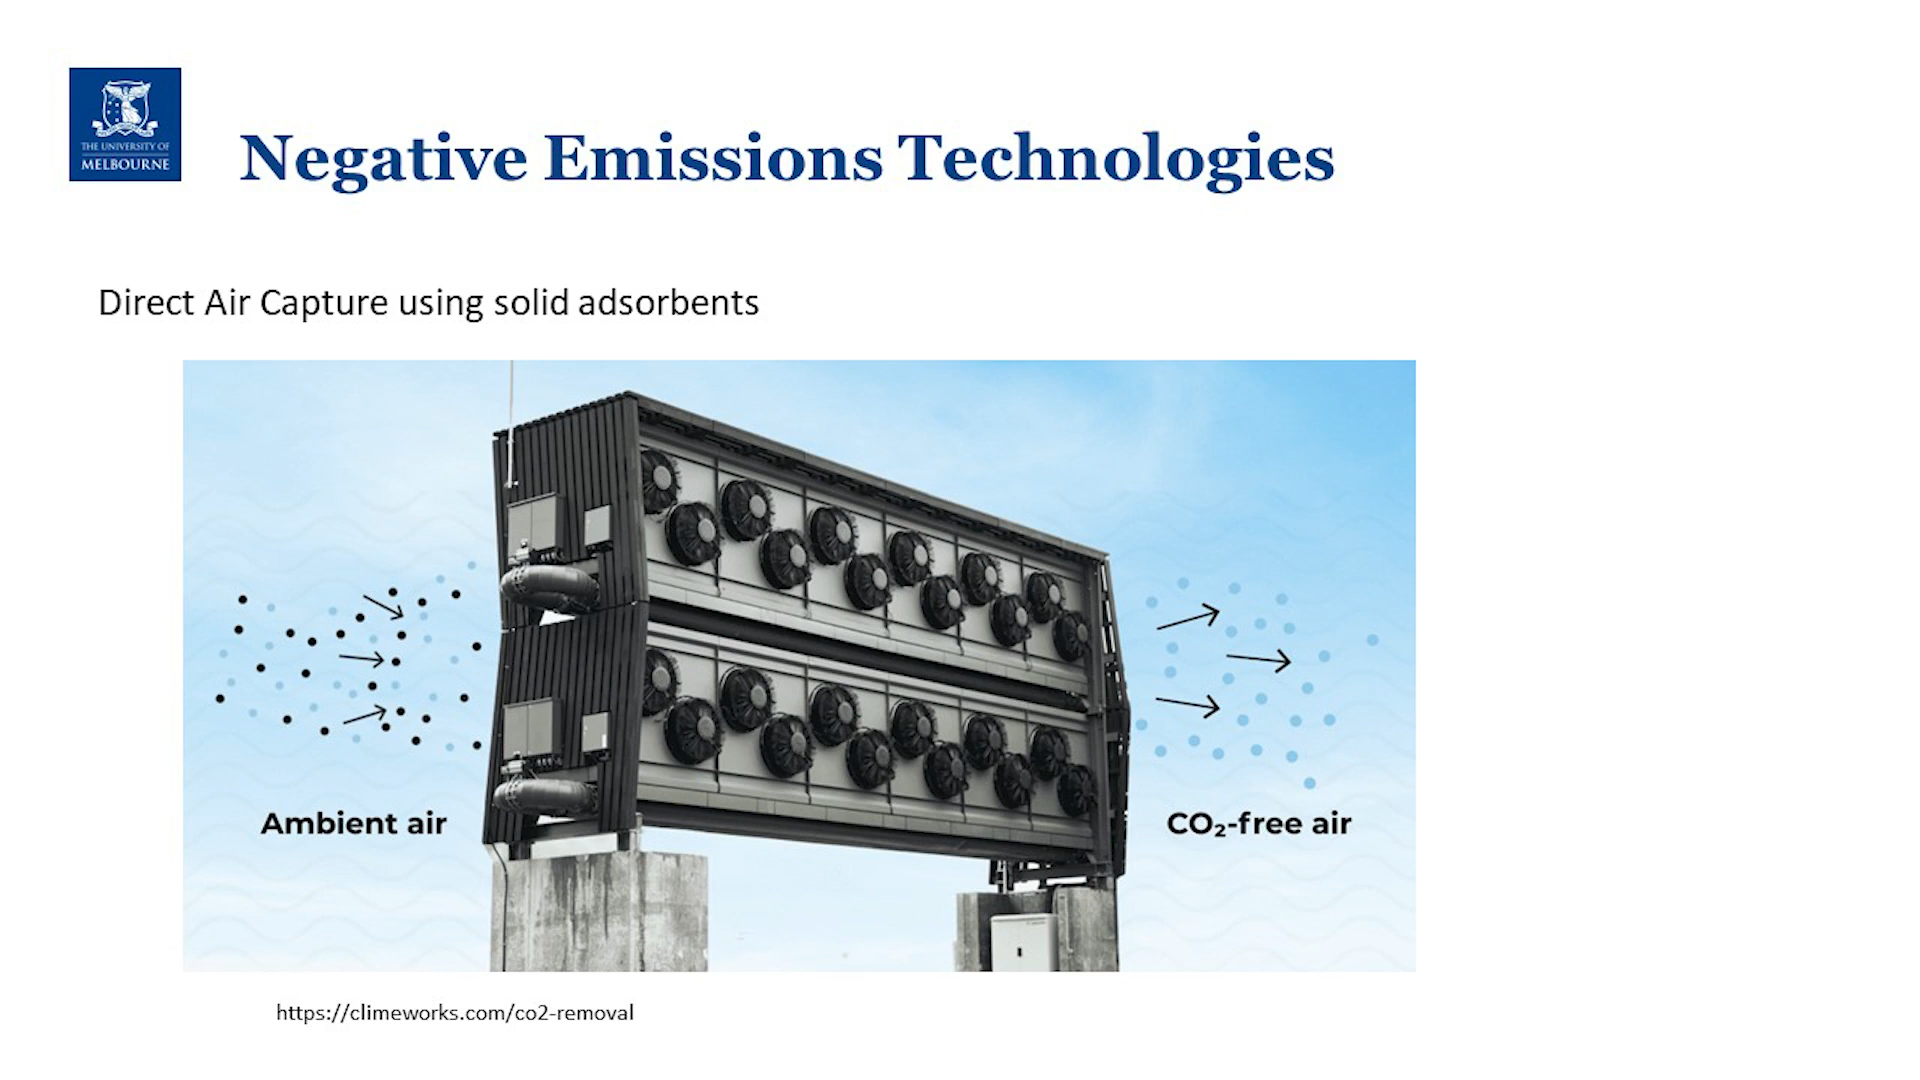 THE UNIVERSITY OF
MELBOURNE
Negative Emissions Technologies
Direct Air Capture using solid adsorbents
Ambient air
CO₂-free air
https://climeworks.com/co2-removal